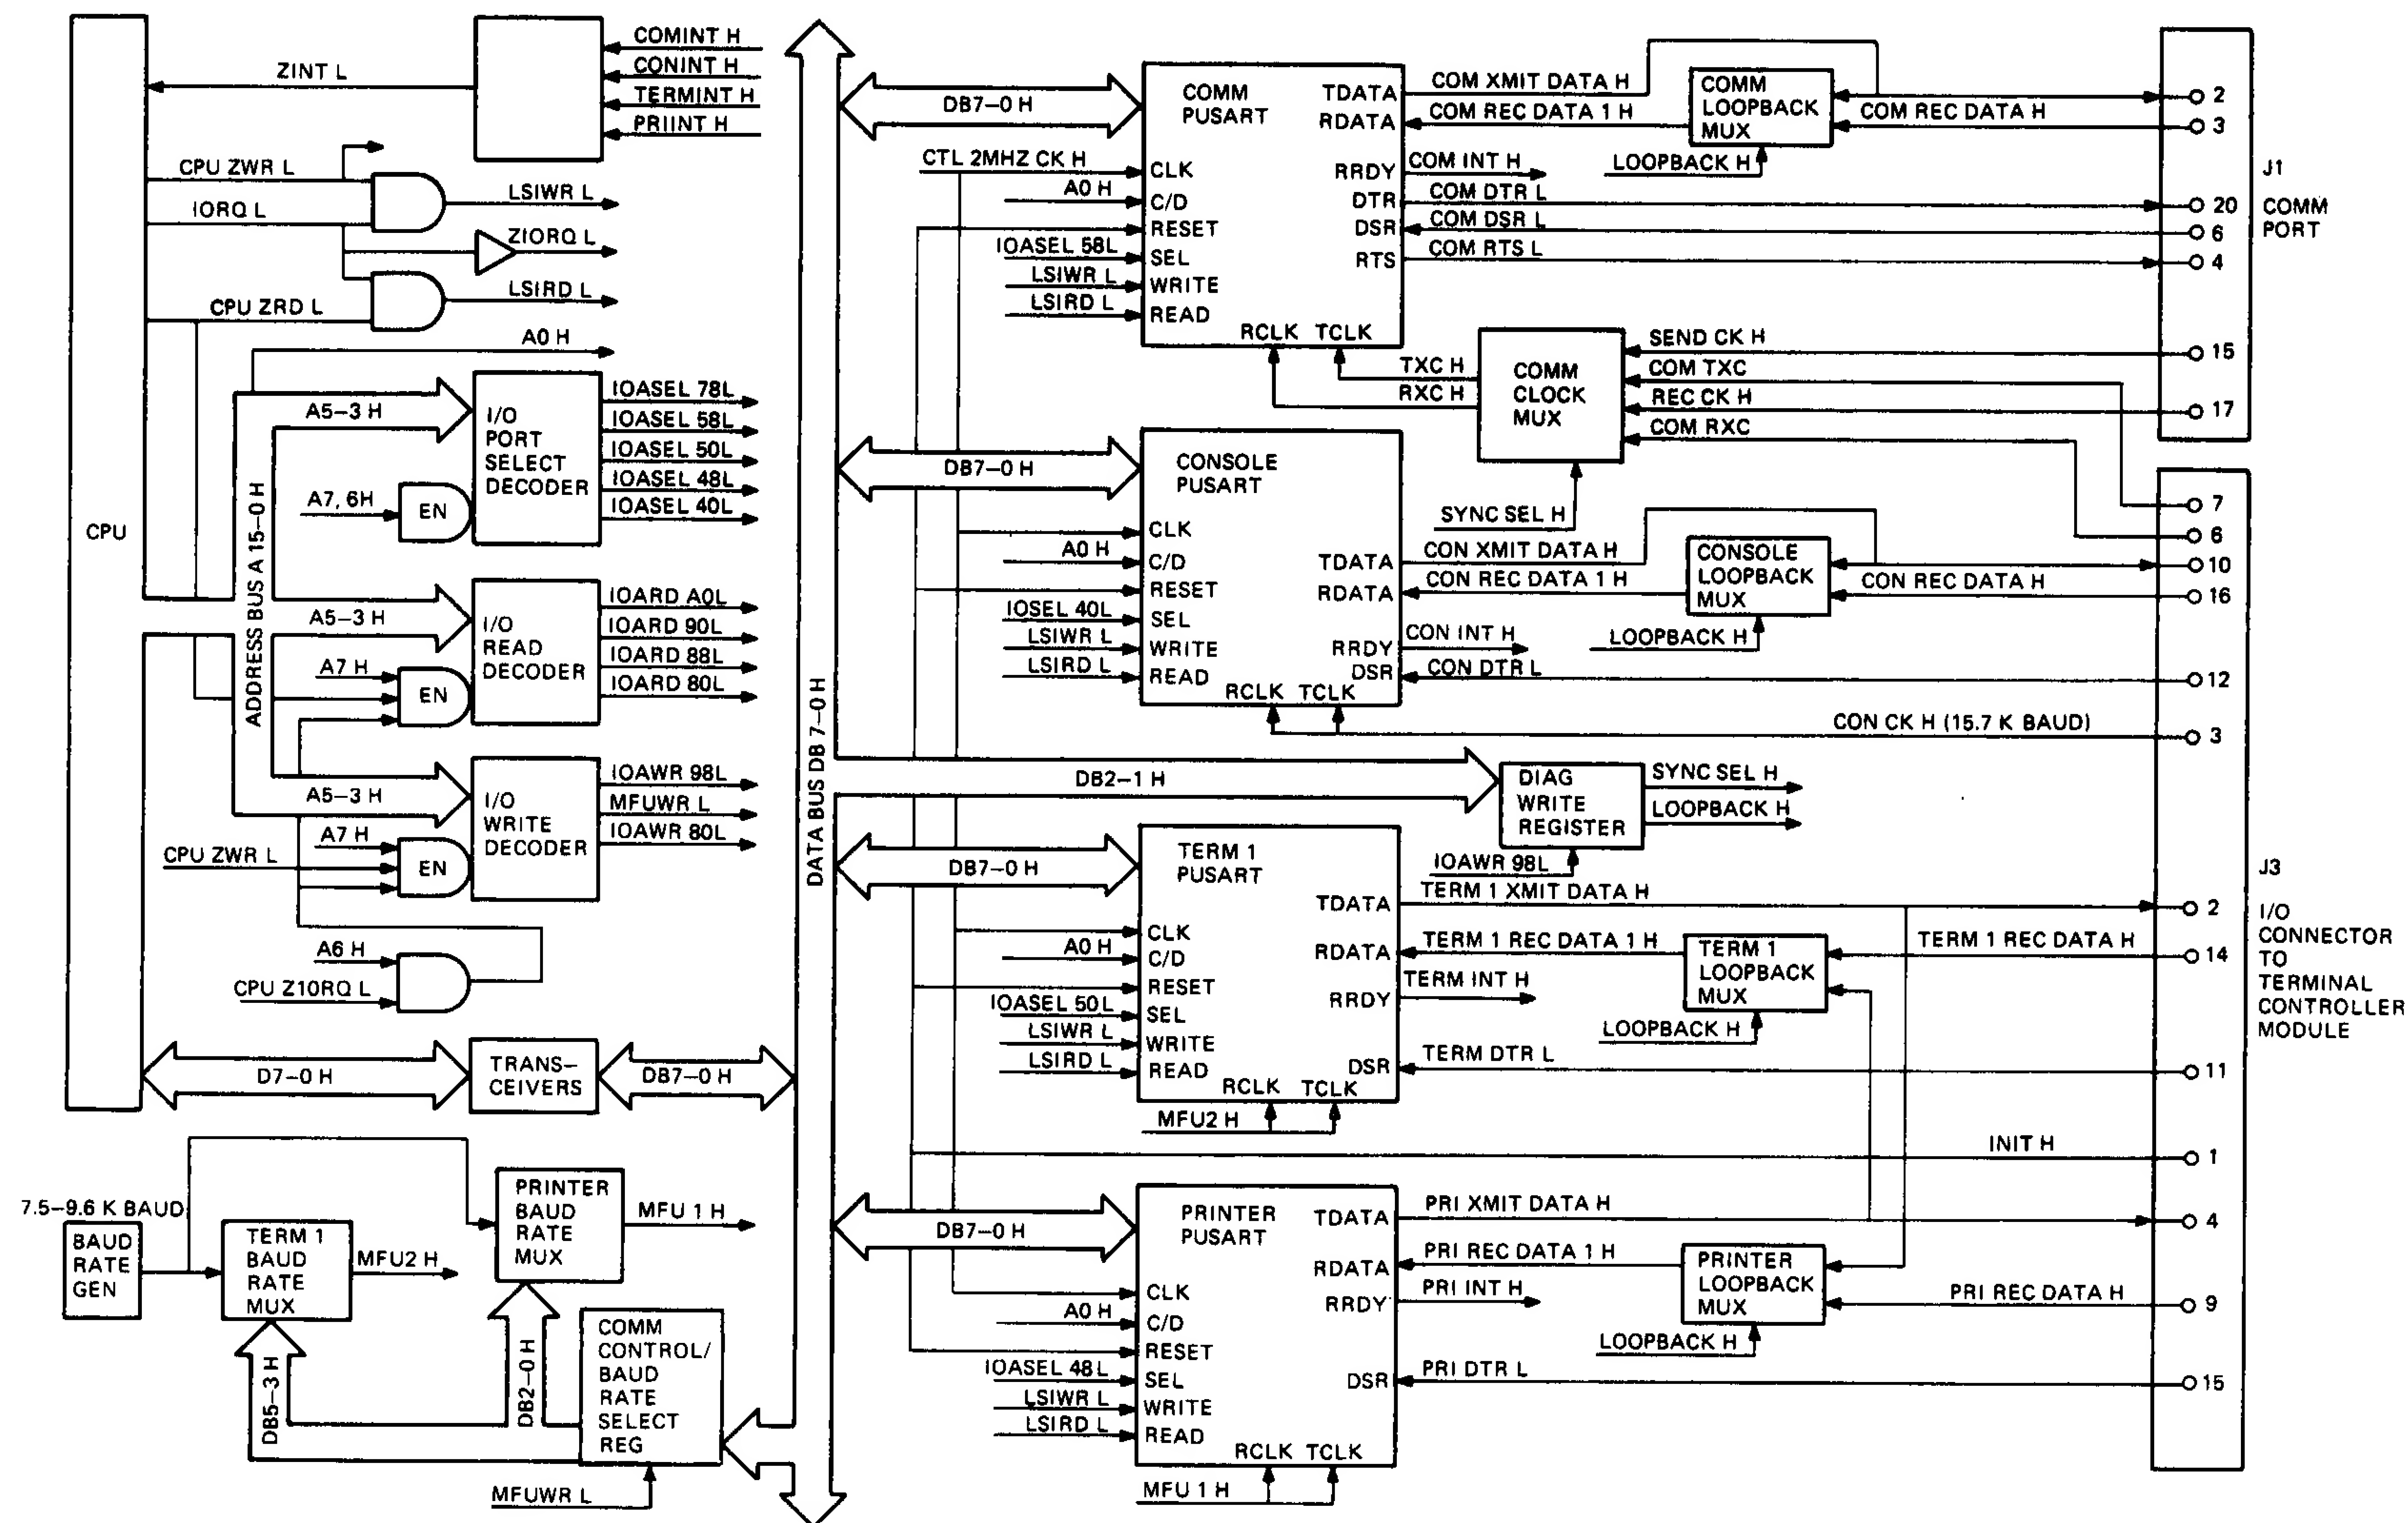 CPU
ZINT L
COMINT H
CONINT H
TERMINT H
PRIINT H
CPU ZWR L
IORQ L
LSIWR L
ZIORQ L
CPU ZRD L
LSIRD L
A0 H
ADDRESS BUS A 15-0 H
A5-3 H
I/O
PORT
SELECT
DECODER
IOASEL 78L
IOASEL 58L
IOASEL 50L
IOASEL 48L
IOASEL 40L
A7, 6H
EN
A5-3 H
I/O
READ
DECODER
IOARD A0L
IOARD 90L
IOARD 88L
IOARD 80L
A7 H
EN
A5-3 H
I/O
WRITE
DECODER
IOAWR 98L
MFUWR L
IOAWR 80L
A7 H
CPU ZWR L
EN
A6 H
CPU Z10RQ L
D7-0 H
TRANS-
CEIVERS
DB7-0 H
7.5-9.6 K BAUD
BAUD
RATE
GEN
TERM 1
BAUD
RATE
MUX
MFU2 H
PRINTER
BAUD
RATE
MUX
MFU 1 H
DB5-3 H
DB2-0 H
COMM
CONTROL/
BAUD
RATE
SELECT
REG
MFUWR L
DATA BUS DB 7-0 H
DB7-0 H
COMM
PUSART
CTL 2MHZ CK H
CLK
A0 H
C/D
RESET
IOASEL 58L
SEL
LSIWR L
WRITE
LSIRD L
READ
TDATA
RDATA
RRDY
DTR
DSR
RTS
RCLK TCLK
COM XMIT DATA H
COM REC DATA 1 H
COM INT H
COM DTR L
COM DSR L
COM RTS L
COMM
LOOPBACK
MUX
LOOPBACK H
COM REC DATA H
2
3
20
6
4
15
17
J1
COMM
PORT
TXC H
RXC H
COMM
CLOCK
MUX
SEND CK H
COM TXC
REC CK H
COM RXC
SYNC SEL H
DB7-0 H
CONSOLE
PUSART
CLK
A0 H
C/D
RESET
IOSEL 40L
SEL
LSIWR L
WRITE
LSIRD L
READ
TDATA
RDATA
RRDY
DSR
RCLK TCLK
CON XMIT DATA H
CON REC DATA 1 H
CON INT H
CON DTR L
CONSOLE
LOOPBACK
MUX
LOOPBACK H
CON REC DATA H
CON CK H (15.7 K BAUD)
7
6
10
16
12
3
DB2-1 H
DIAG
WRITE
REGISTER
SYNC SEL H
LOOPBACK H
IOAWR 98L
DB7-0 H
TERM 1
PUSART
CLK
A0 H
C/D
RESET
IOASEL 50L
SEL
LSIWR L
WRITE
LSIRD L
READ
TDATA
RDATA
RRDY
DSR
RCLK TCLK
MFU2 H
TERM 1 XMIT DATA H
TERM 1 REC DATA 1 H
TERM INT H
TERM DTR L
TERM 1
LOOPBACK
MUX
LOOPBACK H
TERM 1 REC DATA H
INIT H
2
14
11
1
J3
I/O
CONNECTOR
TO
TERMINAL
CONTROLLER
MODULE
DB7-0 H
PRINTER
PUSART
CLK
A0 H
C/D
RESET
IOASEL 48L
SEL
LSIWR L
WRITE
LSIRD L
READ
TDATA
RDATA
RRDY
DSR
RCLK TCLK
MFU 1 H
PRI XMIT DATA H
PRI REC DATA 1 H
PRI INT H
PRI DTR L
PRINTER
LOOPBACK
MUX
LOOPBACK H
PRI REC DATA H
4
9
15